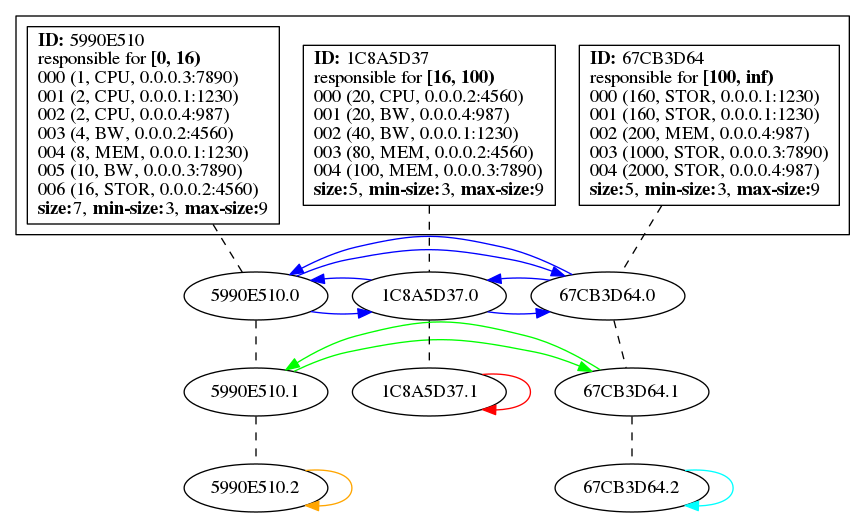 ID: 5990E510
responsible for [0, 16)
000 (1, CPU, 0.0.0.3:7890)
001 (2, CPU, 0.0.0.1:1230)
002 (2, CPU, 0.0.0.4:987)
003 (4, BW, 0.0.0.2:4560)
004 (8, MEM, 0.0.0.1:1230)
005 (10, BW, 0.0.0.3:7890)
006 (16, STOR, 0.0.0.2:4560)
size:7, min-size:3, max-size:9
ID: 1C8A5D37
responsible for [16, 100)
000 (20, CPU, 0.0.0.2:4560)
001 (20, BW, 0.0.0.4:987)
002 (40, BW, 0.0.0.1:1230)
003 (80, MEM, 0.0.0.2:4560)
004 (100, MEM, 0.0.0.3:7890)
size:5, min-size:3, max-size:9
ID: 67CB3D64
responsible for [100, inf)
000 (160, STOR, 0.0.0.1:1230)
001 (160, STOR, 0.0.0.1:1230)
002 (200, MEM, 0.0.0.4:987)
003 (1000, STOR, 0.0.0.3:7890)
004 (2000, STOR, 0.0.0.4:987)
size:5, min-size:3, max-size:9
5990E510.0
1C8A5D37.0
67CB3D64.0
5990E510.1
1C8A5D37.1
67CB3D64.1
5990E510.2
67CB3D64.2